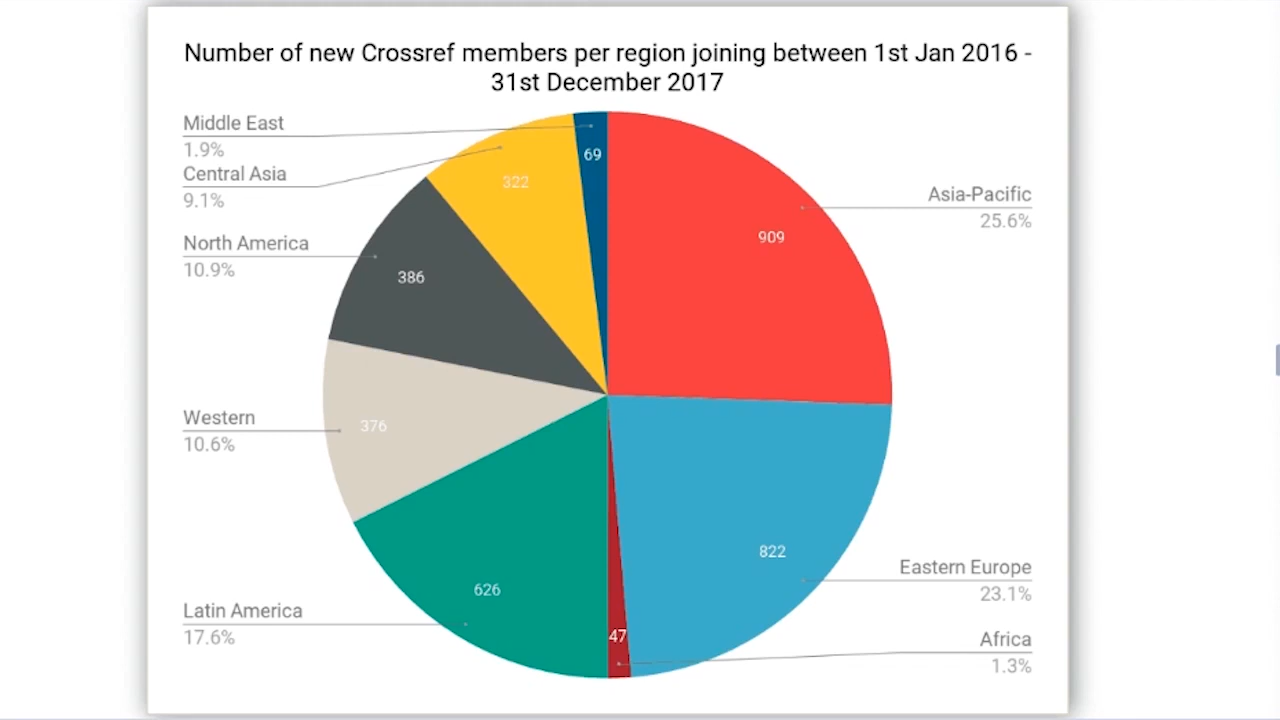 Number of new Crossref members per region joining between 1st Jan 2016 -
31st December 2017
Middle East
1.9%
Central Asia
9.1%
North America
10.9%
Western
10.6%
Latin America
17.6%
Asia-Pacific
25.6%
Eastern Europe
23.1%
Africa
1.3%
69
322
386
376
626
909
822
47